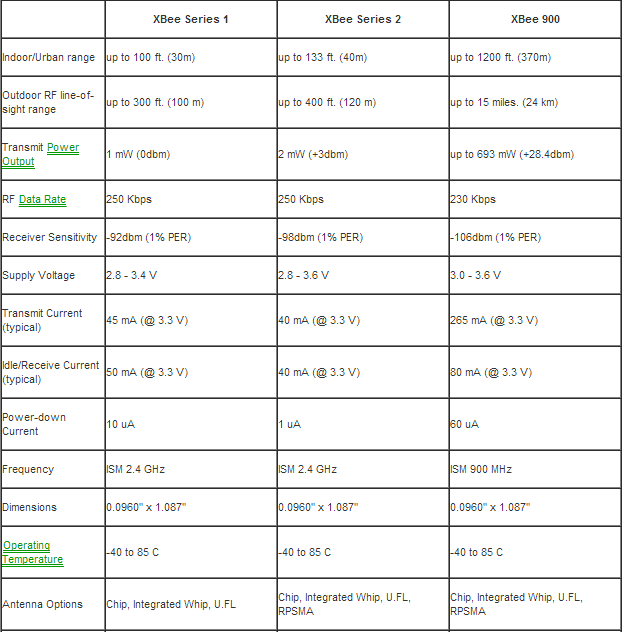 XBee Series 1 XBee Series 2 XBee 900
Indoor/Urban range up to 100 ft. (30m) up to 133 ft. (40m) up to 1200 ft. (370m)
Outdoor RF line-of-
sight range up to 300 ft. (100 m) up to 400 ft. (120 m) up to 15 miles. (24 km)
Transmit Power
Output 1 mW (0dbm) 2 mW (+3dbm) up to 693 mW (+28.4dbm)
RF Data Rate 250 Kbps 250 Kbps 230 Kbps
Receiver Sensitivity -92dbm (1% PER) -98dbm (1% PER) -106dbm (1% PER)
Supply Voltage 2.8 - 3.4 V 2.8 - 3.6 V 3.0 - 3.6 V
Transmit Current
(typical) 45 mA (@ 3.3 V) 40 mA (@ 3.3 V) 265 mA (@ 3.3 V)
Idle/Receive Current
(typical) 50 mA (@ 3.3 V) 40 mA (@ 3.3 V) 80 mA (@ 3.3 V)
Power-down
Current 10 uA 1 uA 60 uA
Frequency ISM 2.4 GHz ISM 2.4 GHz ISM 900 MHz
Dimensions 0.0960" x 1.087" 0.0960" x 1.087" 0.0960" x 1.087"
Operating
Temperature -40 to 85 C -40 to 85 C -40 to 85 C
Antenna Options Chip, Integrated Whip, U.FL Chip, Integrated Whip, U.FL, Chip, Integrated Whip, U.FL,
RPSMA RPSMA